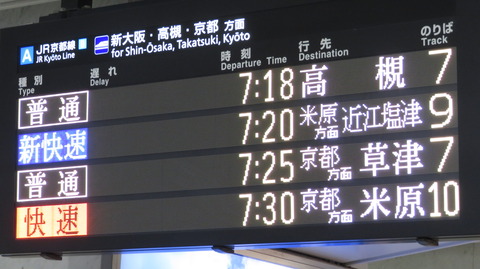 A JR京都線 新大阪・高槻・京都 方面
JR Kyōto Line for Shin-Ōsaka, Takatsuki, Kyōto
種別 遅れ 時刻 行先 のりば
Type Delay Departure Time Destination Track
普通 7:18 高槻 7
新快速 7:20 米原方面 近江塩津 9
普通 7:25 京都方面 草津 7
快速 7:30 京都方面 米原 10